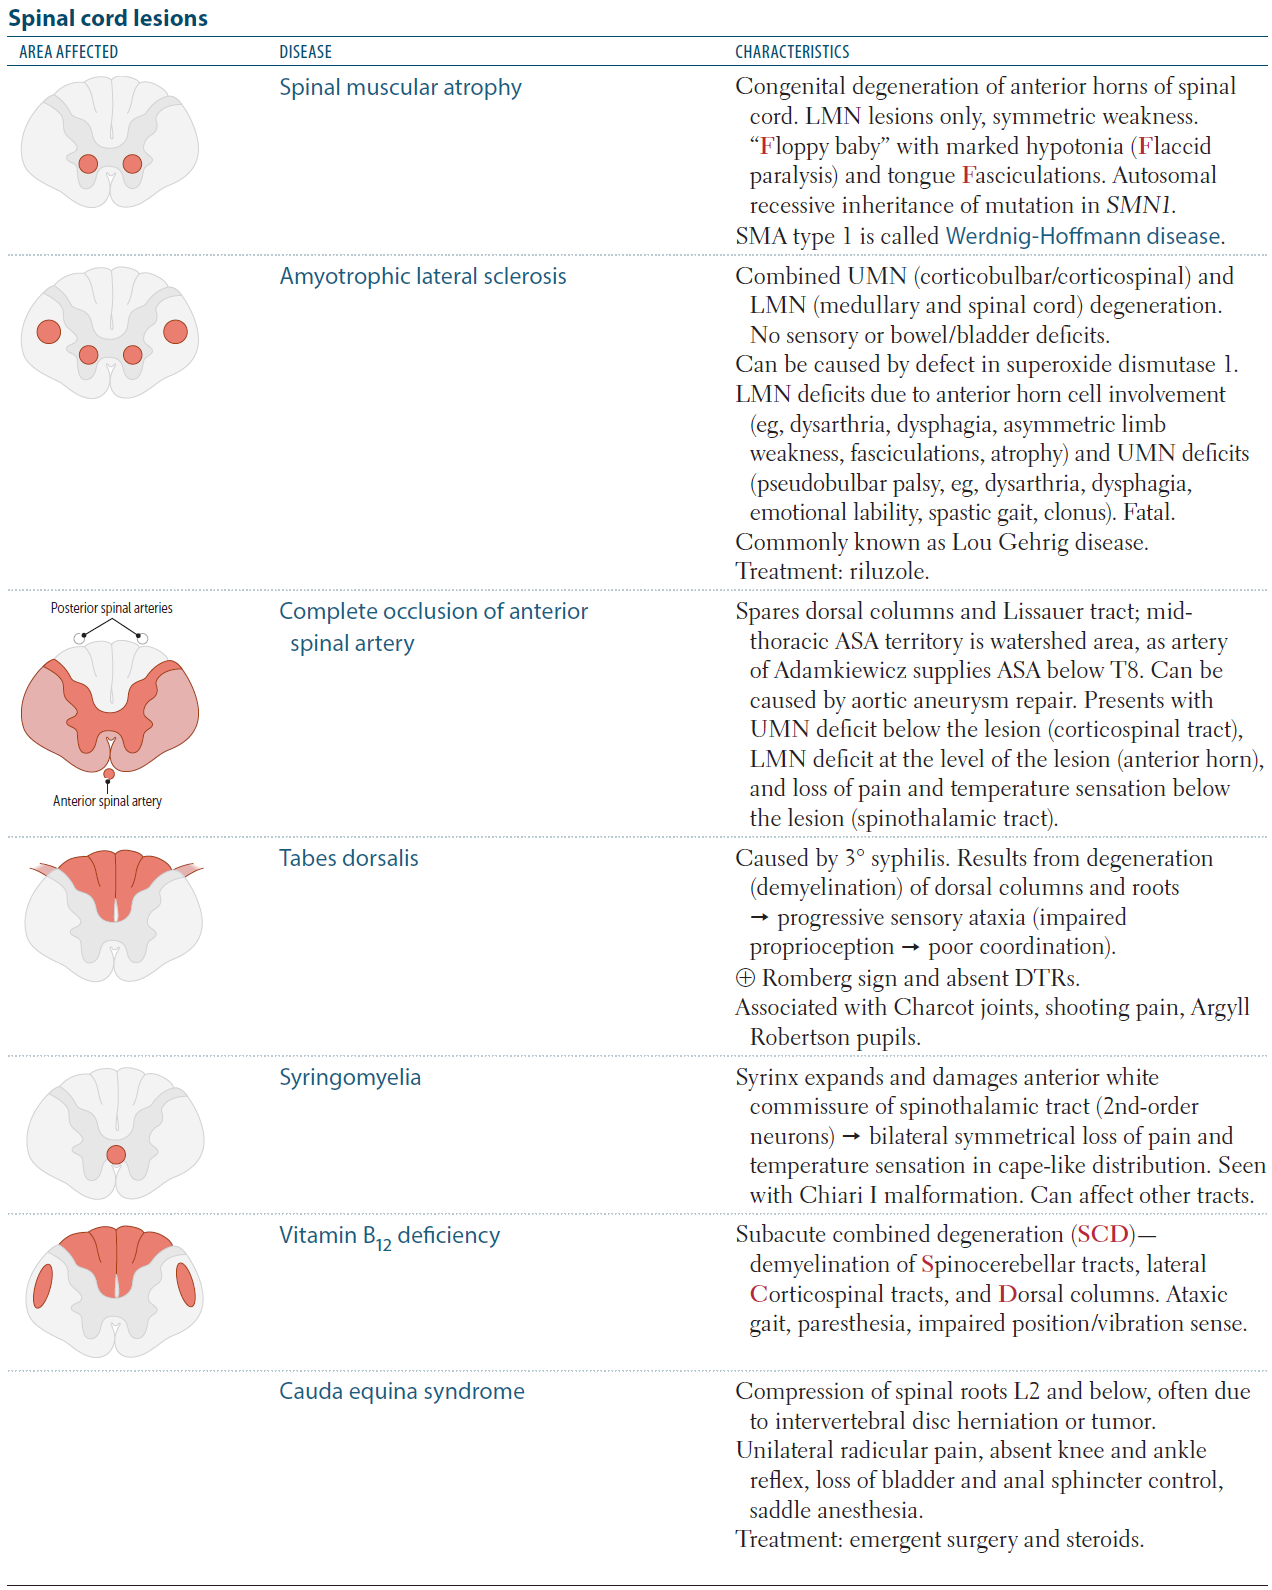 Spinal cord lesions
AREA AFFECTED
DISEASE
CHARACTERISTICS
Spinal muscular atrophy
Congenital degeneration of anterior horns of spinal
cord. LMN lesions only, symmetric weakness.
“Floppy baby” with marked hypotonia (Flaccid
paralysis) and tongue Fasciculations. Autosomal
recessive inheritance of mutation in SMN1.
SMA type 1 is called Werdnig-Hoffmann disease.
Amyotrophic lateral sclerosis
Combined UMN (corticobulbar/corticospinal) and
LMN (medullary and spinal cord) degeneration.
No sensory or bowel/bladder deficits.
Can be caused by defect in superoxide dismutase 1.
LMN deficits due to anterior horn cell involvement
(eg, dysarthria, dysphagia, asymmetric limb
weakness, fasciculations, atrophy) and UMN deficits
(pseudobulbar palsy, eg, dysarthria, dysphagia,
emotional lability, spastic gait, clonus). Fatal.
Commonly known as Lou Gehrig disease.
Treatment: riluzole.
Posterior spinal arteries
Anterior spinal artery
Complete occlusion of anterior
spinal artery
Spares dorsal columns and Lissauer tract; mid-
thoracic ASA territory is watershed area, as artery
of Adamkiewicz supplies ASA below T8. Can be
caused by aortic aneurysm repair. Presents with
UMN deficit below the lesion (corticospinal tract),
LMN deficit at the level of the lesion (anterior horn),
and loss of pain and temperature sensation below
the lesion (spinothalamic tract).
Tabes dorsalis
Caused by 3° syphilis. Results from degeneration
(demyelination) of dorsal columns and roots
→ progressive sensory ataxia (impaired
proprioception → poor coordination).
⊕ Romberg sign and absent DTRs.
Associated with Charcot joints, shooting pain, Argyll
Robertson pupils.
Syringomyelia
Syrinx expands and damages anterior white
commissure of spinothalamic tract (2nd-order
neurons) → bilateral symmetrical loss of pain and
temperature sensation in cape-like distribution. Seen
with Chiari I malformation. Can affect other tracts.
Vitamin B12 deficiency
Subacute combined degeneration (SCD)—
demyelination of Spinocerebellar tracts, lateral
Corticospinal tracts, and Dorsal columns. Ataxic
gait, paresthesia, impaired position/vibration sense.
Cauda equina syndrome
Compression of spinal roots L2 and below, often due
to intervertebral disc herniation or tumor.
Unilateral radicular pain, absent knee and ankle
reflex, loss of bladder and anal sphincter control,
saddle anesthesia.
Treatment: emergent surgery and steroids.